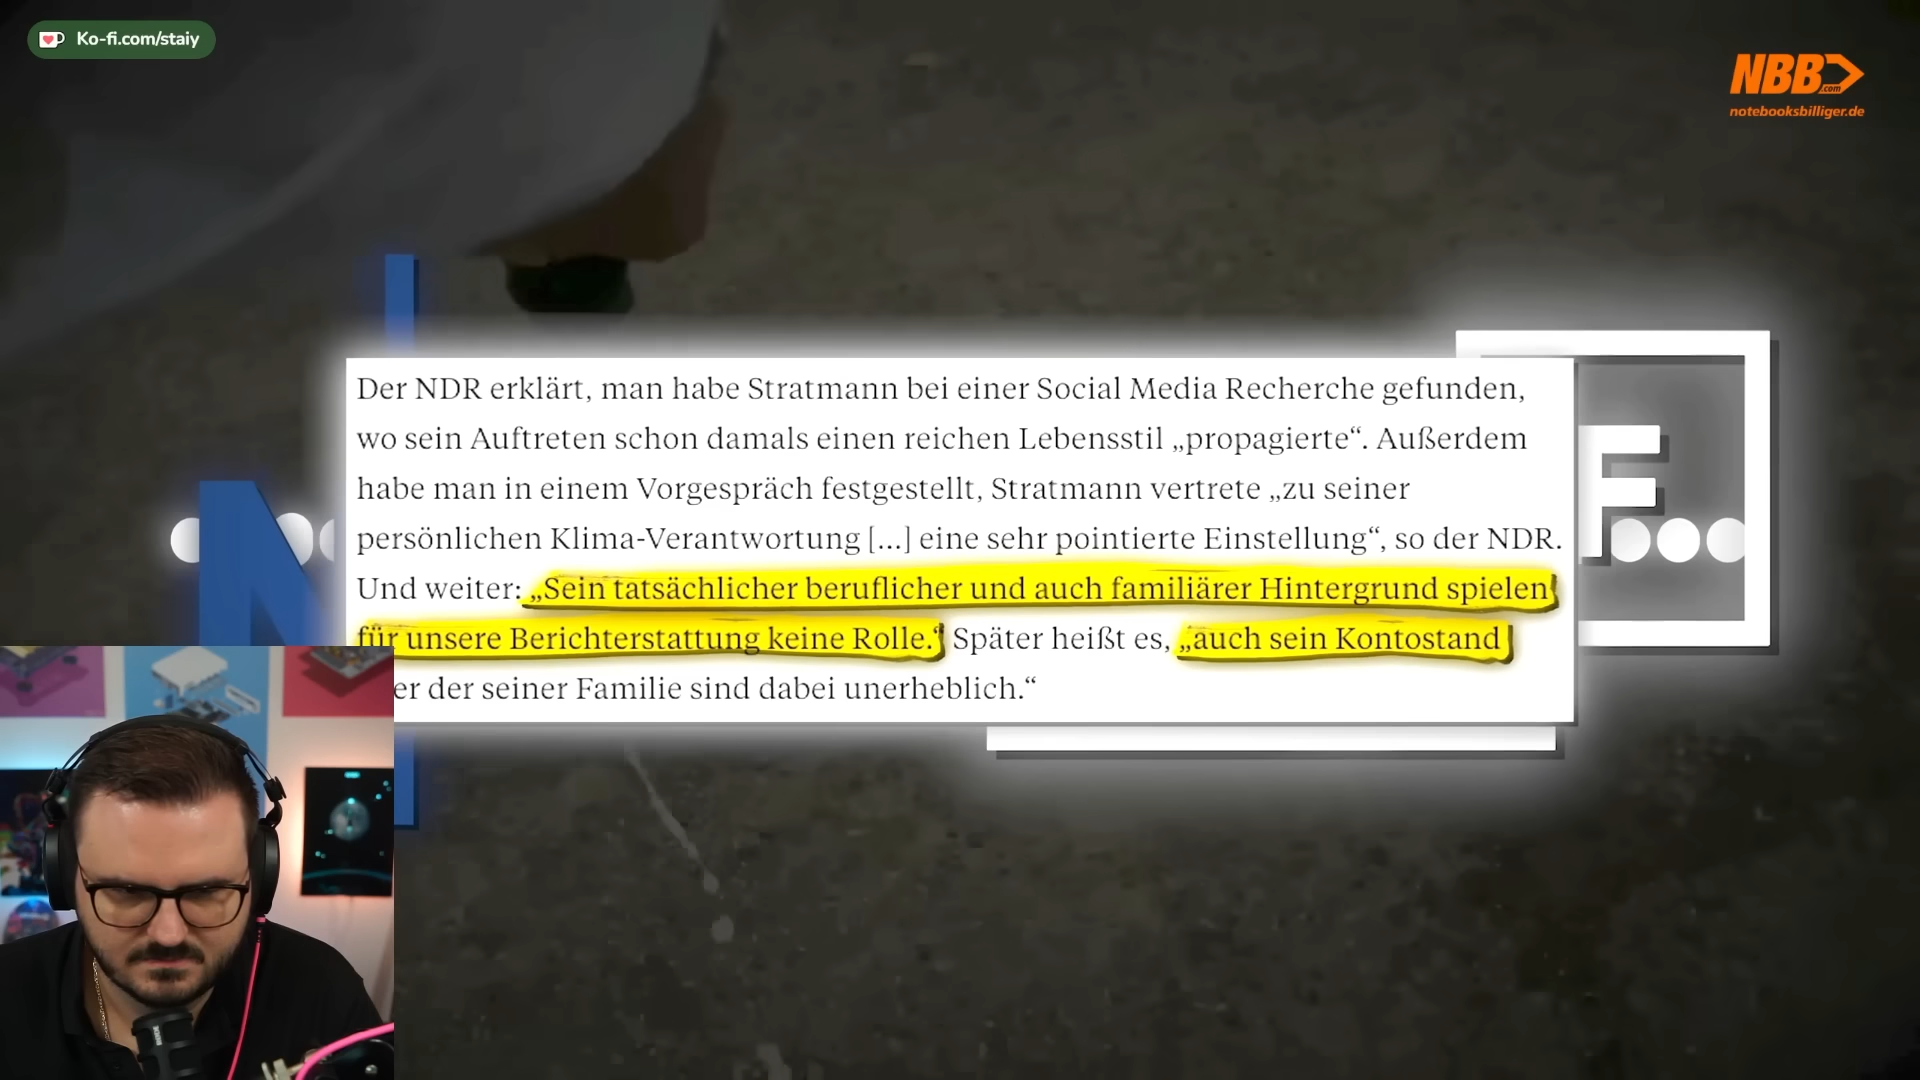 Ko-fi.com/staiy
NBB.com
notebooksbilliger.de
Der NDR erklärt, man habe Stratmann bei einer Social Media Recherche gefunden,
wo sein Auftreten schon damals einen reichen Lebensstil „propagierte“. Außerdem
habe man in einem Vorgespräch festgestellt, Stratmann vertrete „zu seiner
persönlichen Klima-Verantwortung [...] eine sehr pointierte Einstellung“, so der NDR.
Und weiter: „Sein tatsächlicher beruflicher und auch familiärer Hintergrund spielen
für unsere Berichterstattung keine Rolle.“ Später heißt es, „auch sein Kontostand
er der seiner Familie sind dabei unerheblich.“
N
F...